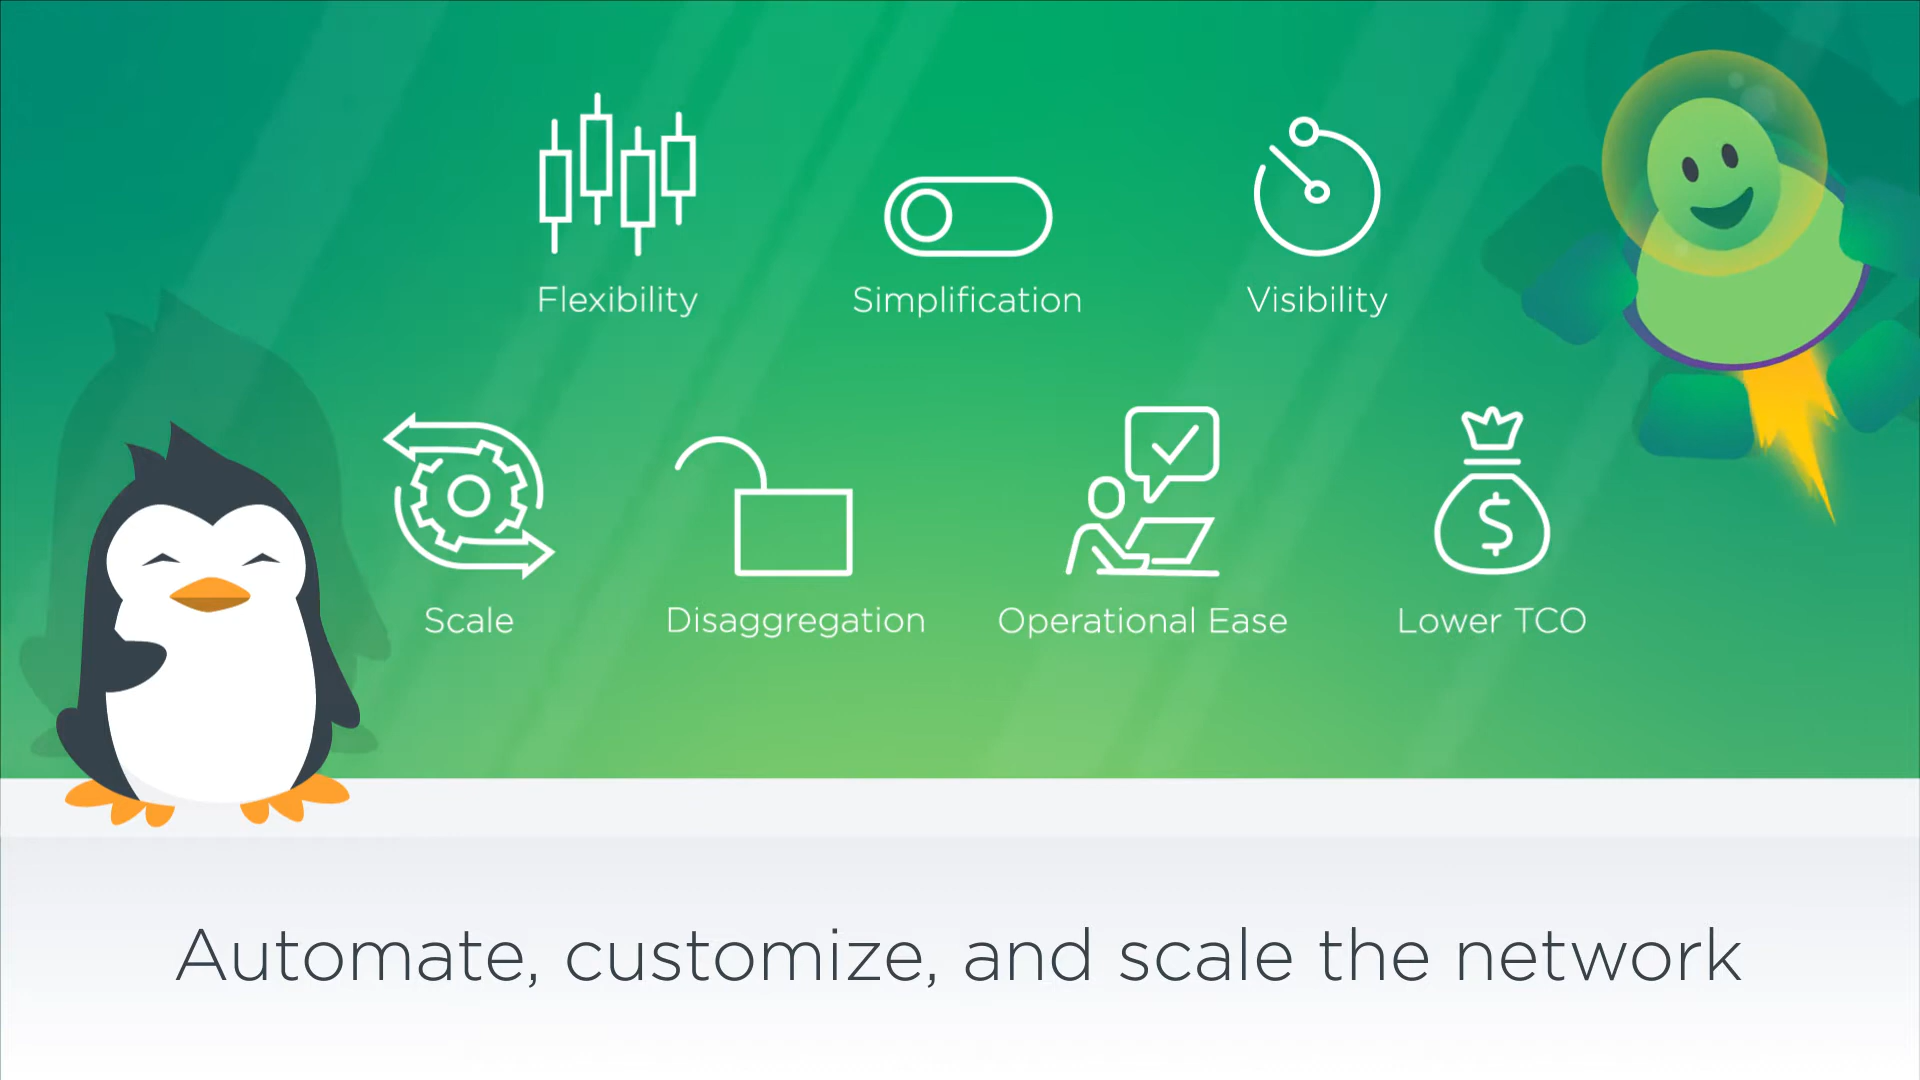 Flexibility
Simplification
Visibility
Scale
Disaggregation
Operational Ease
Lower TCO
Automate, customize, and scale the network